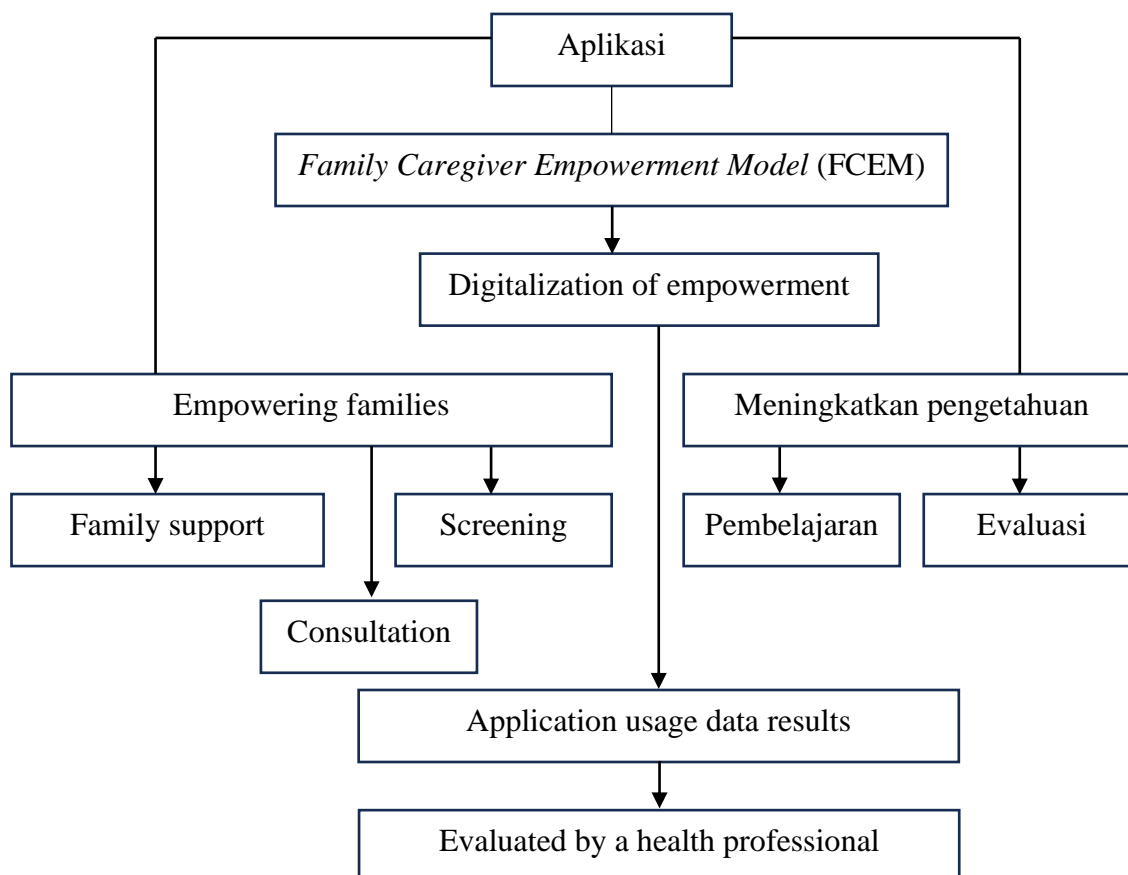 Aplikasi
Family Caregiver Empowerment Model (FCEM)
Digitalization of empowerment
Empowering families
Meningkatkan pengetahuan
Family support
Screening
Pembelajaran
Evaluasi
Consultation
Application usage data results
Evaluated by a health professional